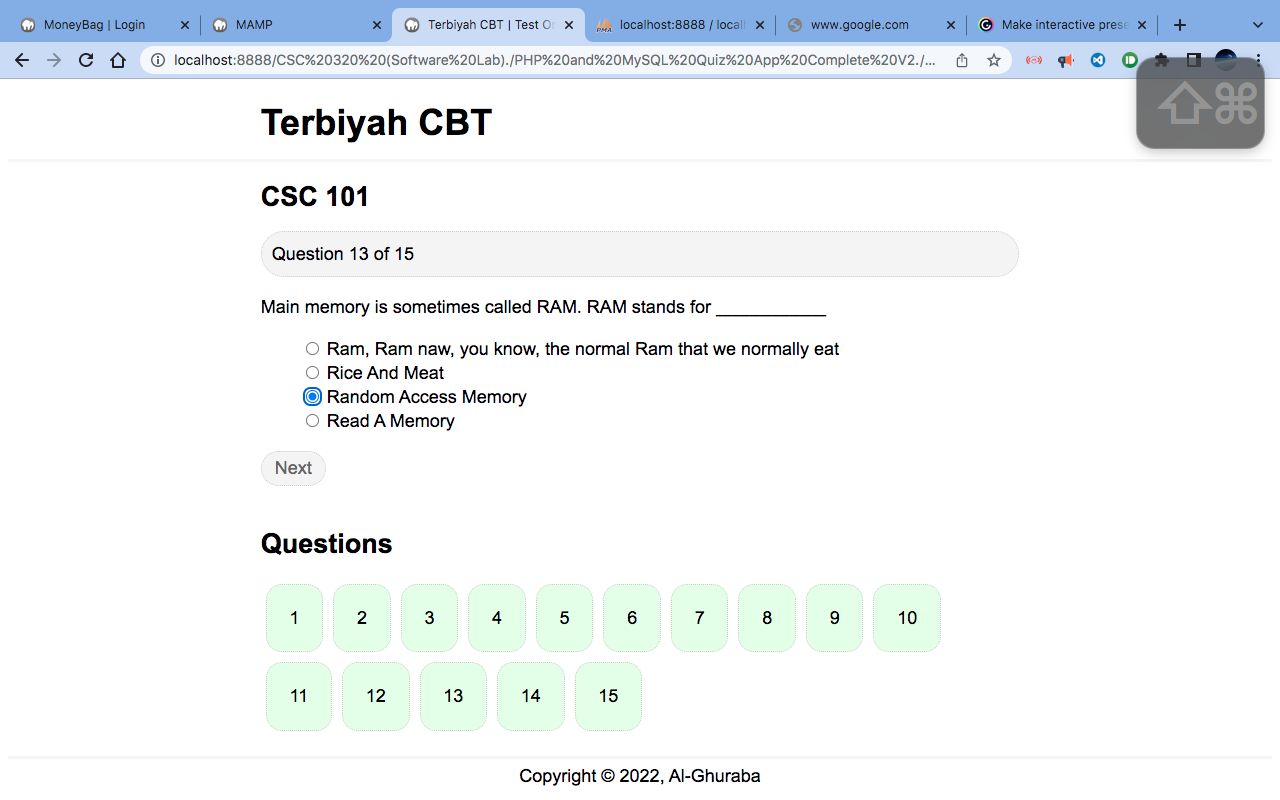 MoneyBag | Login
MAMP
Terbiyah CBT | Test On
localhost:8888 / local
www.google.com
Make interactive prese
localhost:8888/CSC%20320%20(Software%20Lab)./PHP%20and%20MySQL%20Quiz%20App%20Complete%20V2./...
Terbiyah CBT
CSC 101
Question 13 of 15
Main memory is sometimes called RAM. RAM stands for ___________
Ram, Ram naw, you know, the normal Ram that we normally eat
Rice And Meat
Random Access Memory
Read A Memory
Next
Questions
1 2 3 4 5 6 7 8 9 10
11 12 13 14 15
Copyright © 2022, Al-Ghuraba